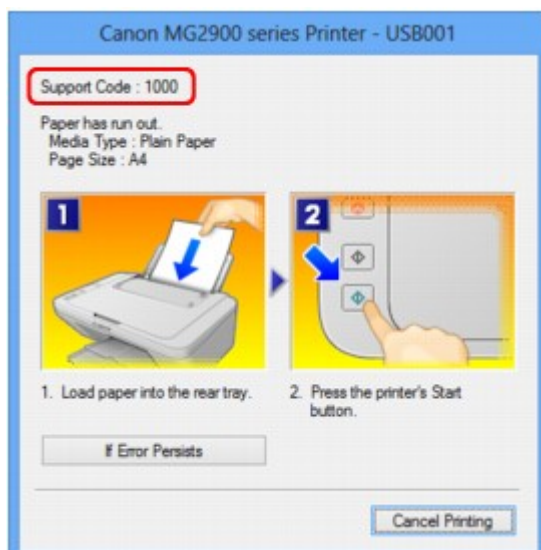 Canon MG2900 series Printer - USB001
Support Code : 1000
Paper has run out.
Media Type : Plain Paper
Page Size : A4
1
2
1. Load paper into the rear tray.
2. Press the printer's Start
button.
If Error Persists
Cancel Printing